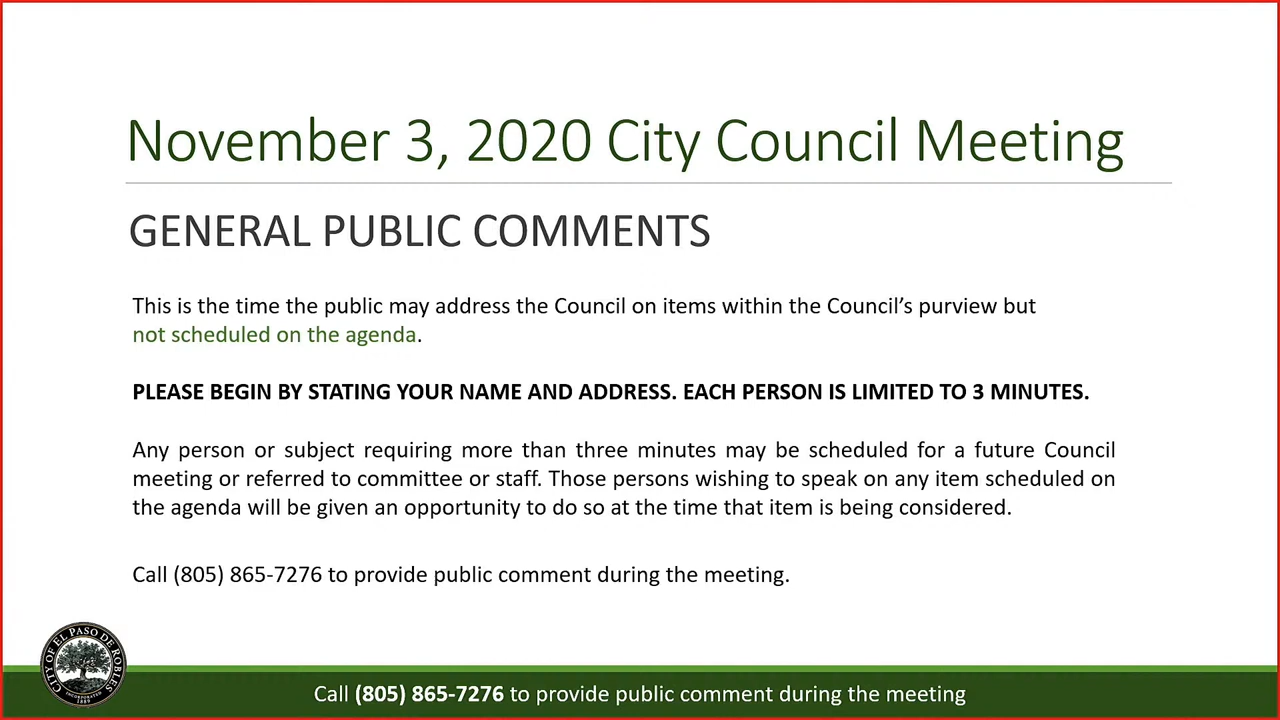 November 3, 2020 City Council Meeting
GENERAL PUBLIC COMMENTS
This is the time the public may address the Council on items within the Council’s purview but
not scheduled on the agenda.
PLEASE BEGIN BY STATING YOUR NAME AND ADDRESS. EACH PERSON IS LIMITED TO 3 MINUTES.
Any person or subject requiring more than three minutes may be scheduled for a future Council
meeting or referred to committee or staff. Those persons wishing to speak on any item scheduled on
the agenda will be given an opportunity to do so at the time that item is being considered.
Call (805) 865-7276 to provide public comment during the meeting.
CITY OF EL PASO DE ROBLES
INCORPORATED
1889
Call (805) 865-7276 to provide public comment during the meeting